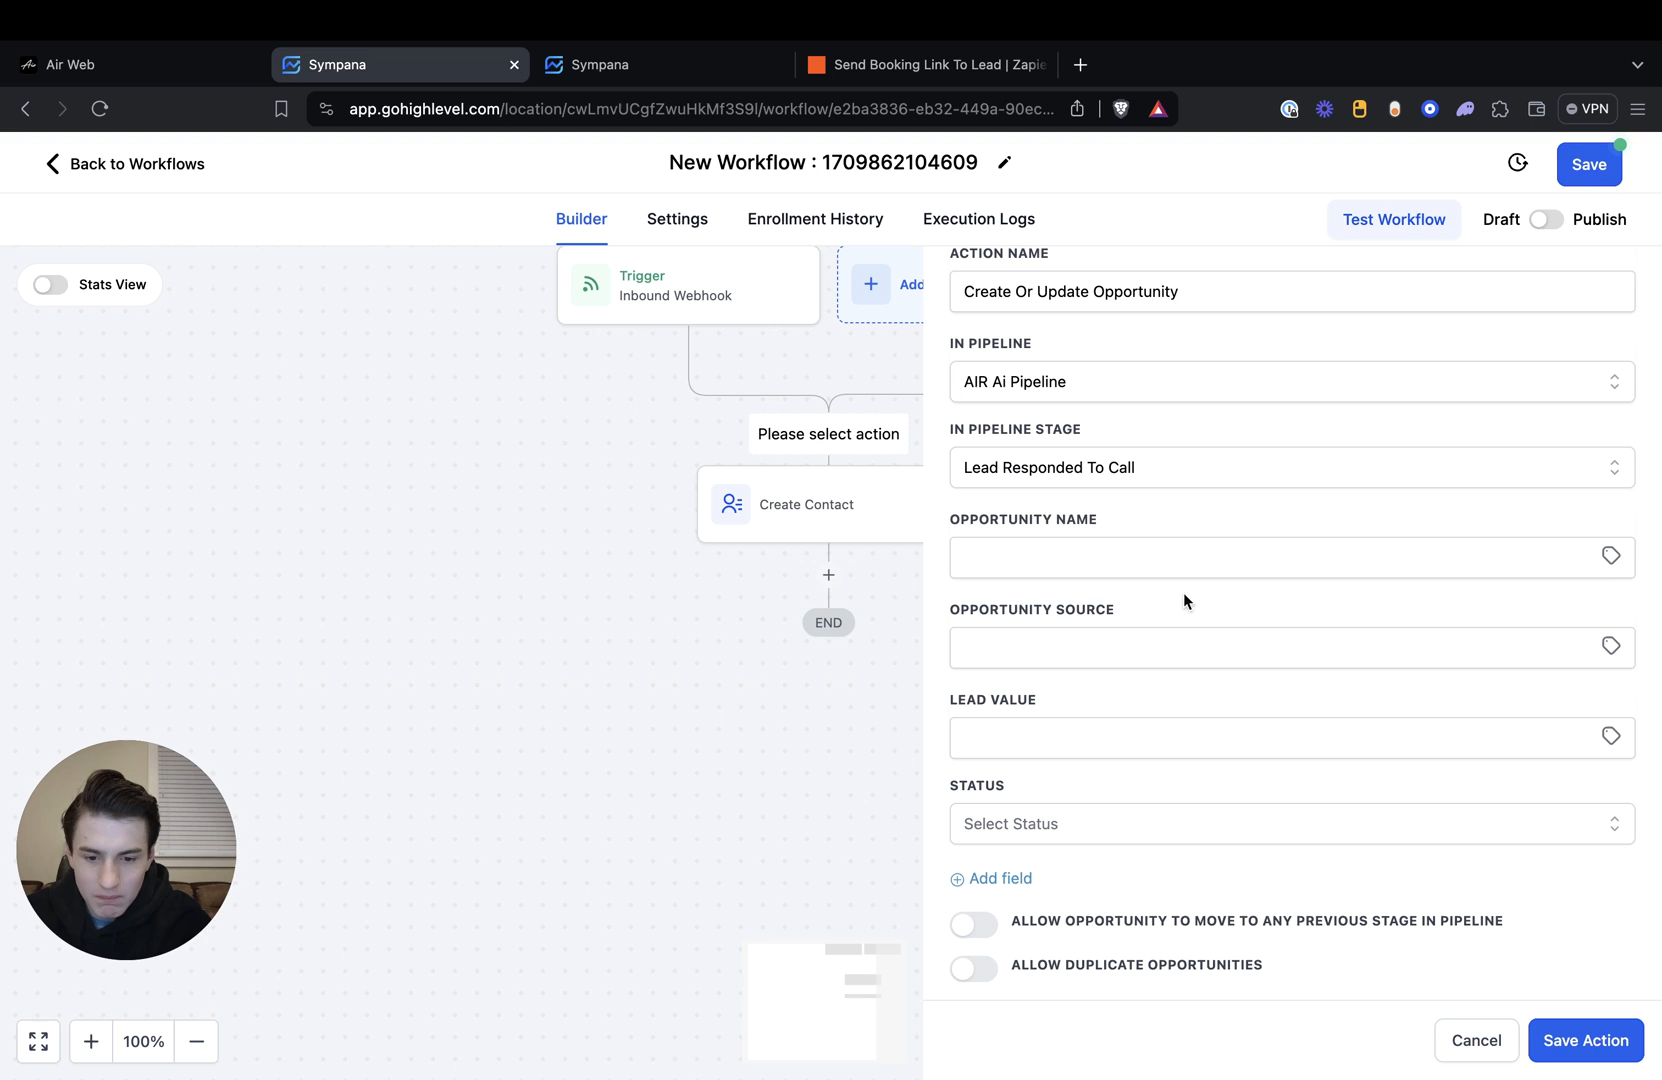 Air Web
Sympana
Sympana
Send Booking Link To Lead | Zapie
app.gohighlevel.com/location/cwLmvUCgfZwuHkMf3S9l/workflow/e2ba3836-eb32-449a-90ec...
VPN
Back to Workflows
New Workflow : 1709862104609
Save
Builder
Settings
Enrollment History
Execution Logs
Test Workflow
Draft
Publish
Stats View
Trigger
Inbound Webhook
Add
Please select action
Create Contact
END
100%
ACTION NAME
Create Or Update Opportunity
IN PIPELINE
AIR Ai Pipeline
IN PIPELINE STAGE
Lead Responded To Call
OPPORTUNITY NAME
OPPORTUNITY SOURCE
LEAD VALUE
STATUS
Select Status
Add field
ALLOW OPPORTUNITY TO MOVE TO ANY PREVIOUS STAGE IN PIPELINE
ALLOW DUPLICATE OPPORTUNITIES
Cancel
Save Action